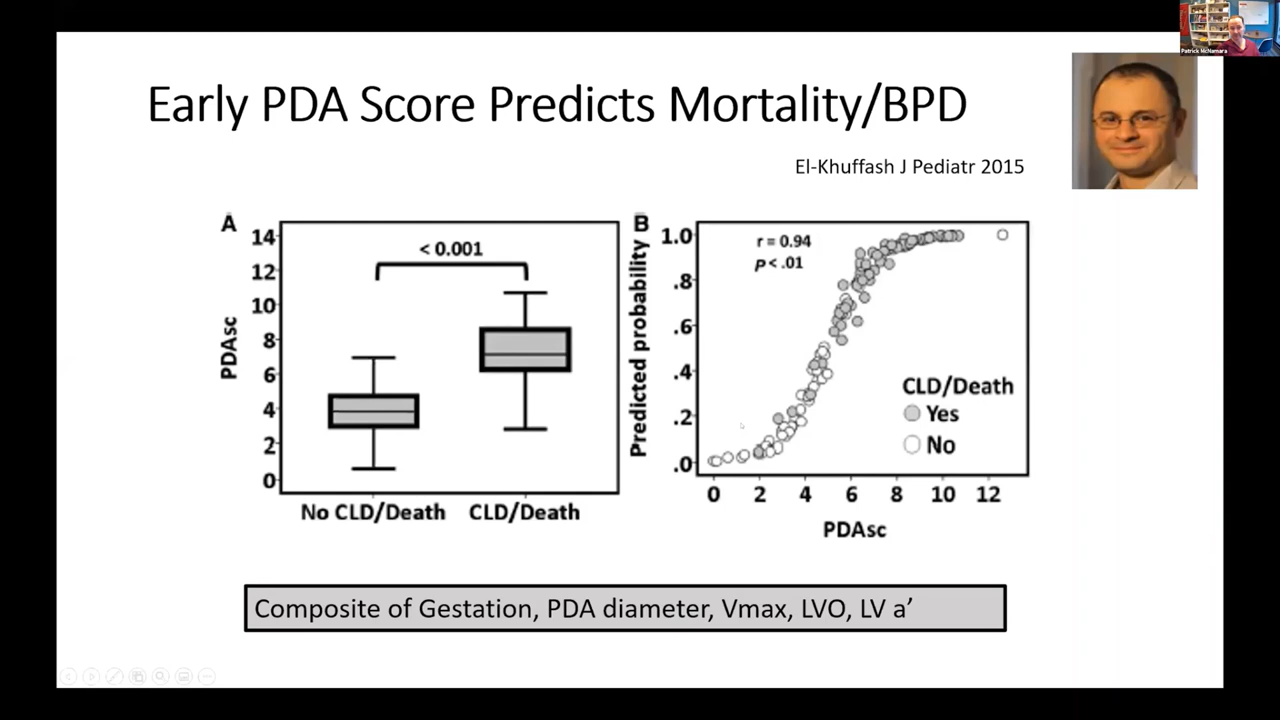 Patrick McNamara
Early PDA Score Predicts Mortality/BPD
El-Khuffash J Pediatr 2015
A
PDAsc
14
12
10
8
6
4
2
0
< 0.001
No CLD/Death CLD/Death
B
Predicted probability
1.0
.8
.6
.4
.2
.0
r = 0.94
P < .01
CLD/Death
Yes
No
0 2 4 6 8 10 12
PDAsc
Composite of Gestation, PDA diameter, Vmax, LVO, LV a’